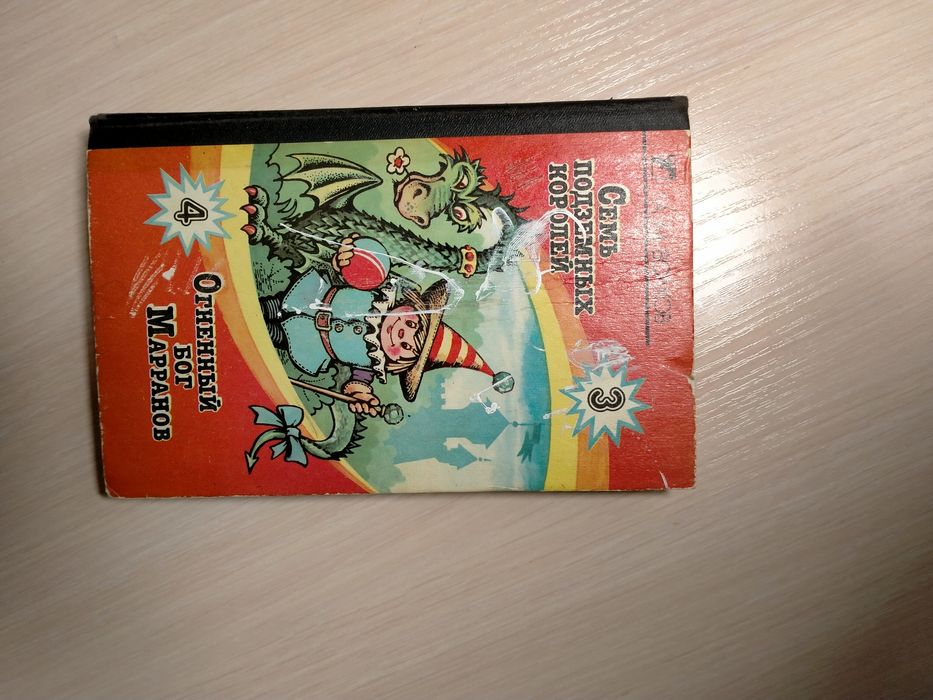 Семь
подземных
королей
3
4
Огненный
бог
Марранов